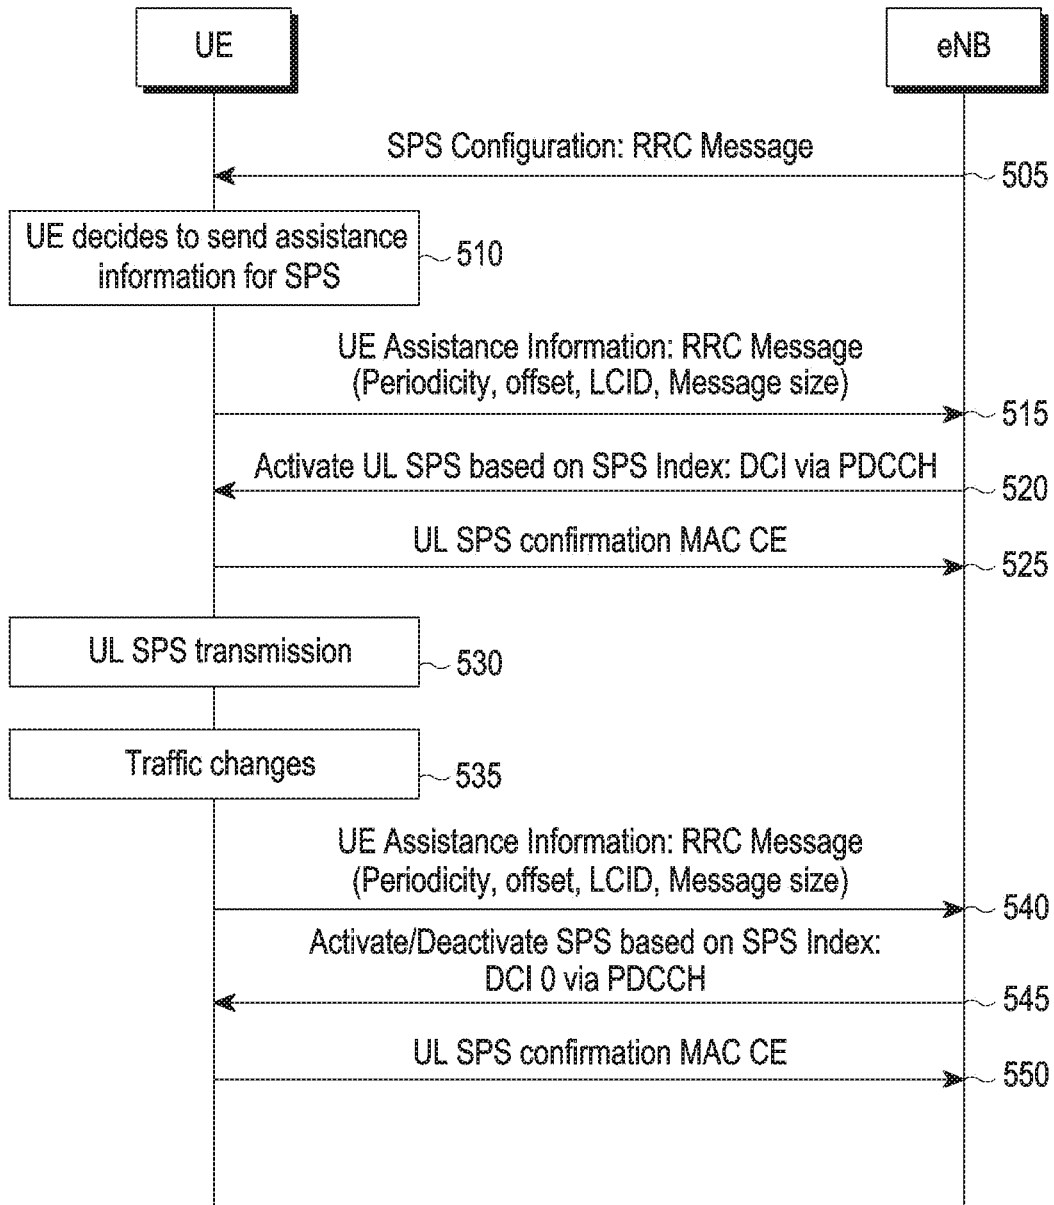 UE
eNB
SPS Configuration: RRC Message
505
UE decides to send assistance
information for SPS
510
UE Assistance Information: RRC Message
(Periodicity, offset, LCID, Message size)
515
Activate UL SPS based on SPS Index: DCI via PDCCH
520
UL SPS confirmation MAC CE
525
UL SPS transmission
530
Traffic changes
535
UE Assistance Information: RRC Message
(Periodicity, offset, LCID, Message size)
540
Activate/Deactivate SPS based on SPS Index:
DCI 0 via PDCCH
545
UL SPS confirmation MAC CE
550